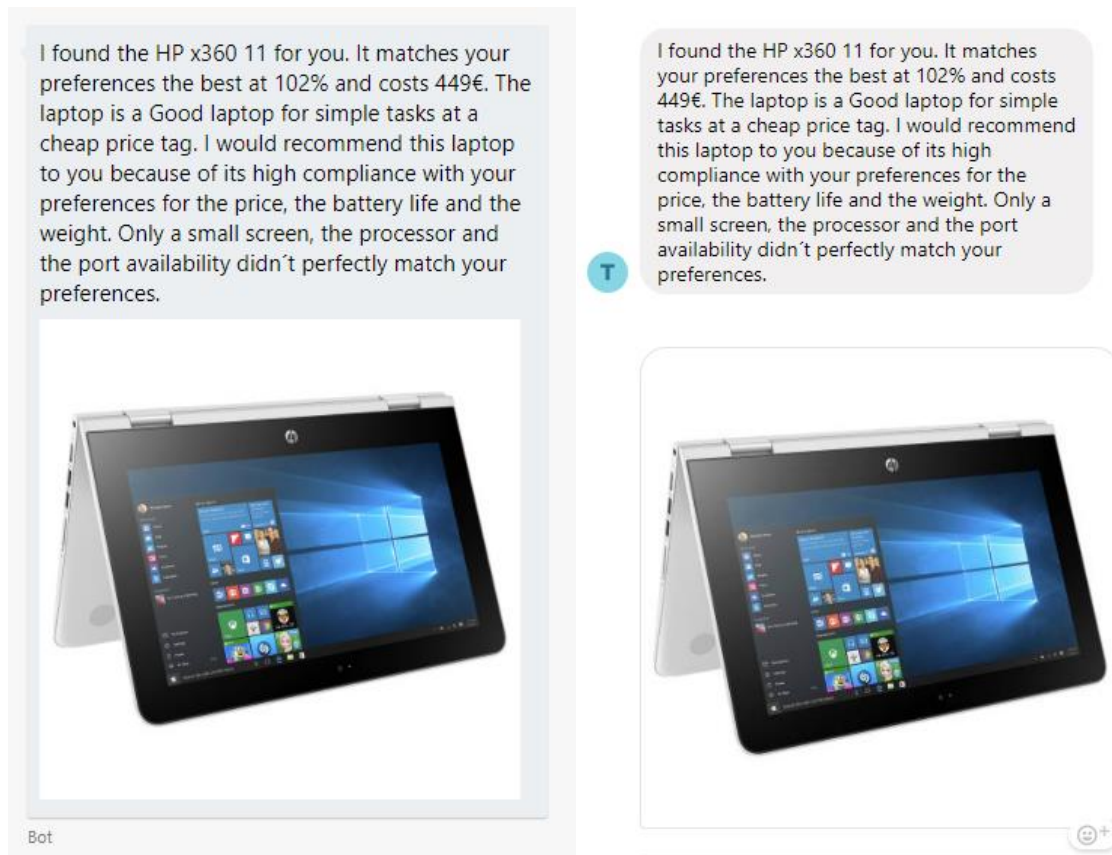 I found the HP x360 11 for you. It matches your
preferences the best at 102% and costs 449€. The
laptop is a Good laptop for simple tasks at a
cheap price tag. I would recommend this laptop
to you because of its high compliance with your
preferences for the price, the battery life and the
weight. Only a small screen, the processor and
the port availability didn´t perfectly match your
preferences.
Bot
I found the HP x360 11 for you. It matches
your preferences the best at 102% and costs
449€. The laptop is a Good laptop for simple
tasks at a cheap price tag. I would recommend
this laptop to you because of its high
compliance with your preferences for the
price, the battery life and the weight. Only a
small screen, the processor and the port
availability didn´t perfectly match your
preferences.
T